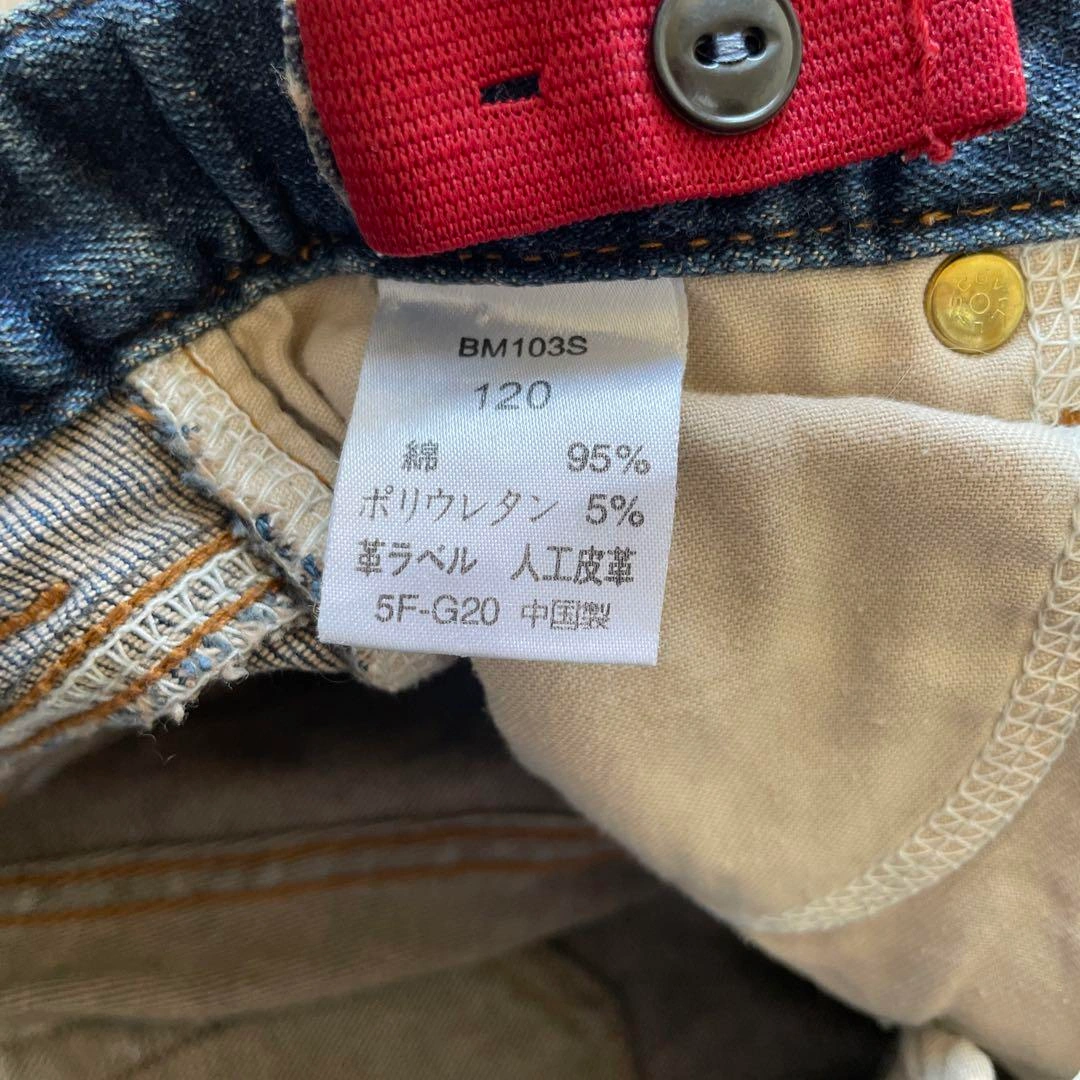 BM103S
120
綿 95%
ポリウレタン 5%
革ラベル 人工皮革
5F-G20 中国製